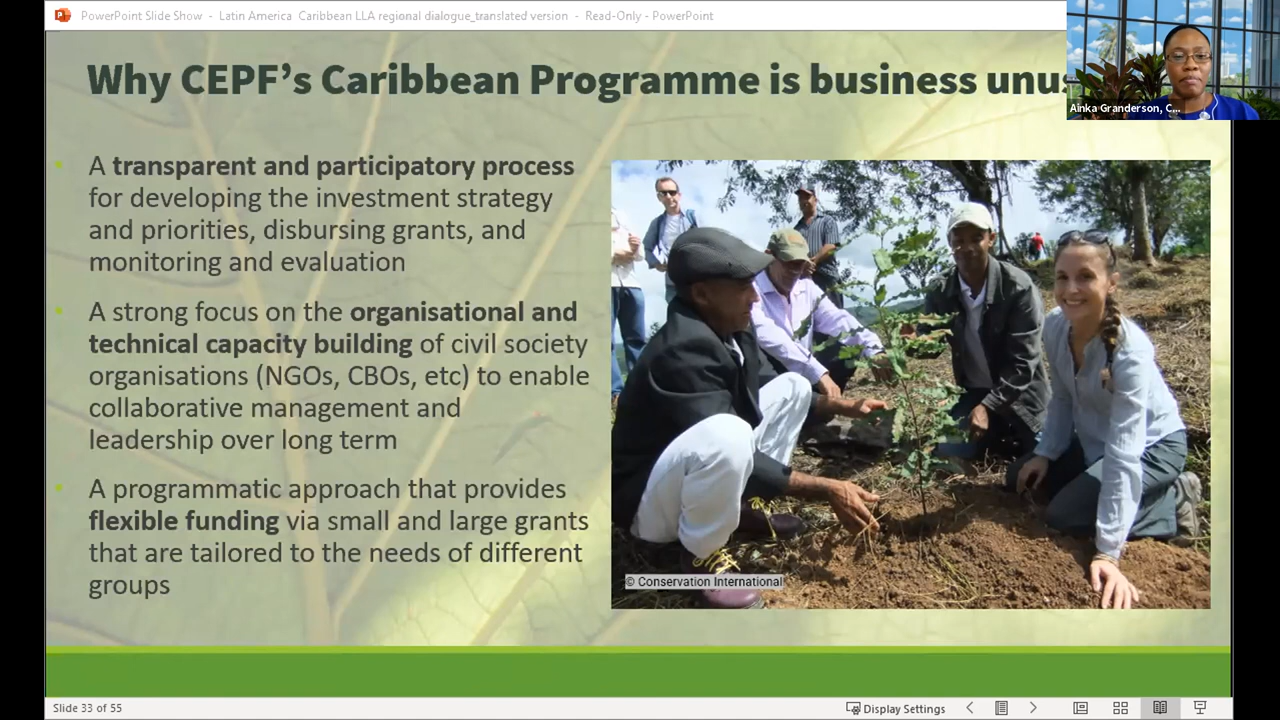 PowerPoint Slide Show - Latin America Caribbean LLA regional dialogue_translated version - Read-Only - PowerPoint
Why CEPF’s Caribbean Programme is business
Ainka Granderson, C...
• A transparent and participatory process
for developing the investment strategy
and priorities, disbursing grants, and
monitoring and evaluation
• A strong focus on the organisational and
technical capacity building of civil society
organisations (NGOs, CBOs, etc) to enable
collaborative management and
leadership over long term
• A programmatic approach that provides
flexible funding via small and large grants
that are tailored to the needs of different
groups
© Conservation International
Slide 33 of 55
Display Settings